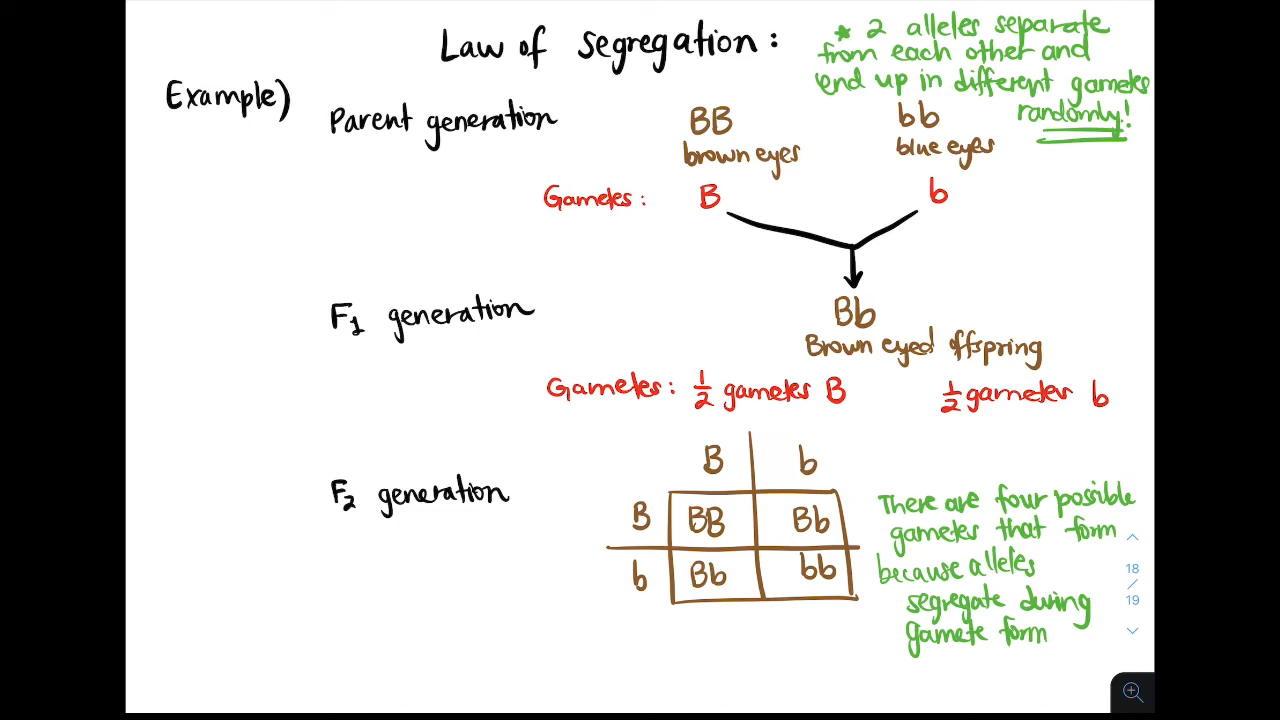 Law of segregation:
* 2 alleles separate
from each other and
end up in different gametes
randomly!
Example)
Parent generation
BB
bb
brown eyes
blue eyes
Gametes:
B
b
F1 generation
Bb
Brown eyed offspring
Gametes: 1/2 gametes B
1/2 gametes b
F2 generation
B b
B BB Bb
b Bb bb
There are four possible
gametes that form
because alleles
segregate during
gamete form
18
/
19